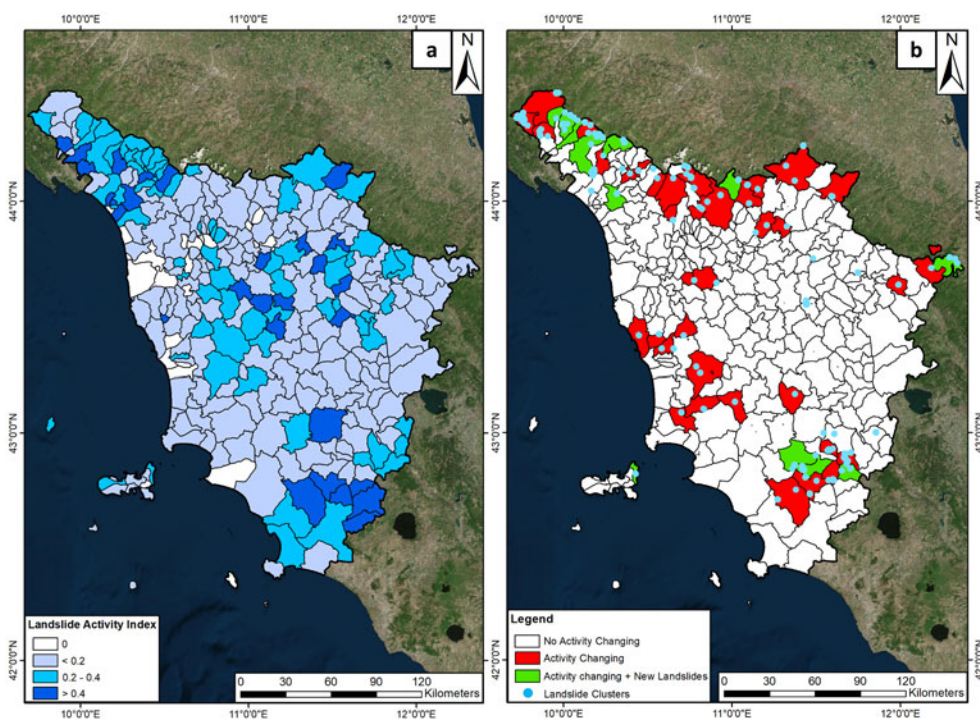 10°0'0"E
11°0'0"E
12°0'0"E
a
N
44°0'0"N
43°0'0"N
42°0'0"N
Landslide Activity Index
0
< 0.2
0.2 - 0.4
> 0.4
0 30 60 90 120
Kilometers
10°0'0"E
11°0'0"E
12°0'0"E
10°0'0"E
11°0'0"E
12°0'0"E
b
N
44°0'0"N
43°0'0"N
42°0'0"N
Legend
No Activity Changing
Activity Changing
Activity changing + New Landslides
Landslide Clusters
0 30 60 90 120
Kilometers
10°0'0"E
11°0'0"E
12°0'0"E